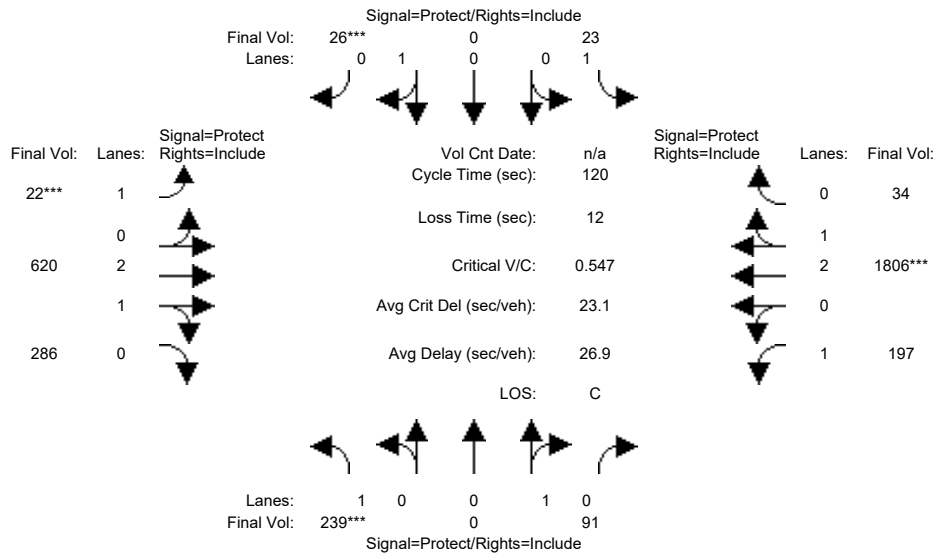 Signal=Protect/Rights=Include
Final Vol: 26*** 0 23
Lanes: 0 1 0 0 1
Signal=Protect
Final Vol: Lanes: Rights=Include
Vol Cnt Date: n/a
Signal=Protect
Rights=Include Lanes: Final Vol:
Cycle Time (sec): 120
22*** 1
0 34
Loss Time (sec): 12
0
1
620 2
Critical V/C: 0.547
2 1806***
1
Avg Crit Del (sec/veh): 23.1
0
286 0
Avg Delay (sec/veh): 26.9
1 197
LOS: C
Lanes: 1 0 0 1 0
Final Vol: 239*** 0 91
Signal=Protect/Rights=Include